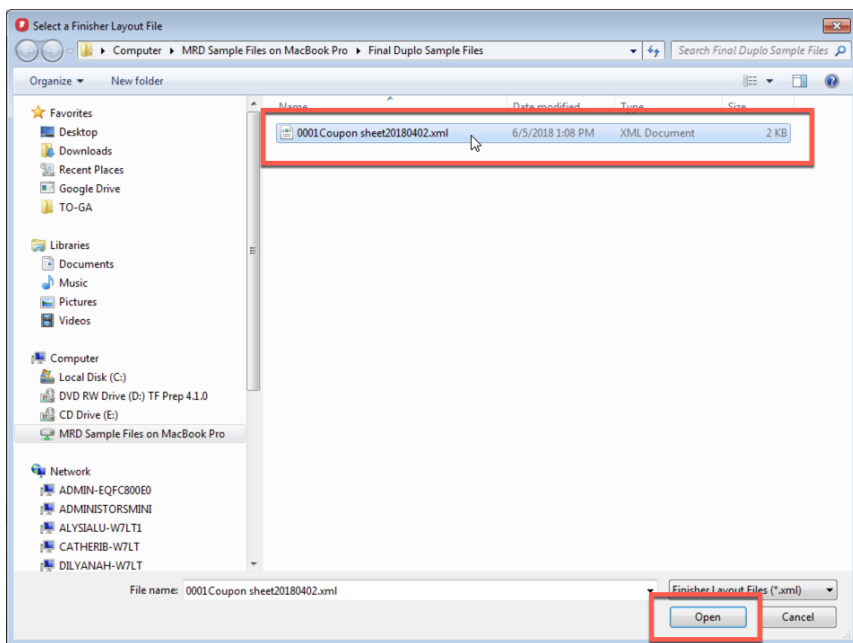 Select a Finisher Layout File
Computer MRD Sample Files on MacBook Pro Final Duplo Sample Files Search Final Duplo Sample Files
Organize New folder
Name Date modified Type Size
0001Coupon sheet20180402.xml 6/5/2018 1:08 PM XML Document 2 KB
Favorites
Desktop
Downloads
Recent Places
Google Drive
TO-GA
Libraries
Documents
Music
Pictures
Videos
Computer
Local Disk (C:)
DVD RW Drive (D:) TF Prep 4.1.0
CD Drive (E:)
MRD Sample Files on MacBook Pro
Network
ADMIN-EQFC800E0
ADMINISTORSMINI
ALYSIALU-W7LT1
CATHERIB-W7LT
DILYANAH-W7LT
File name: 0001Coupon sheet20180402.xml Finisher Layout Files (*.xml)
Open Cancel